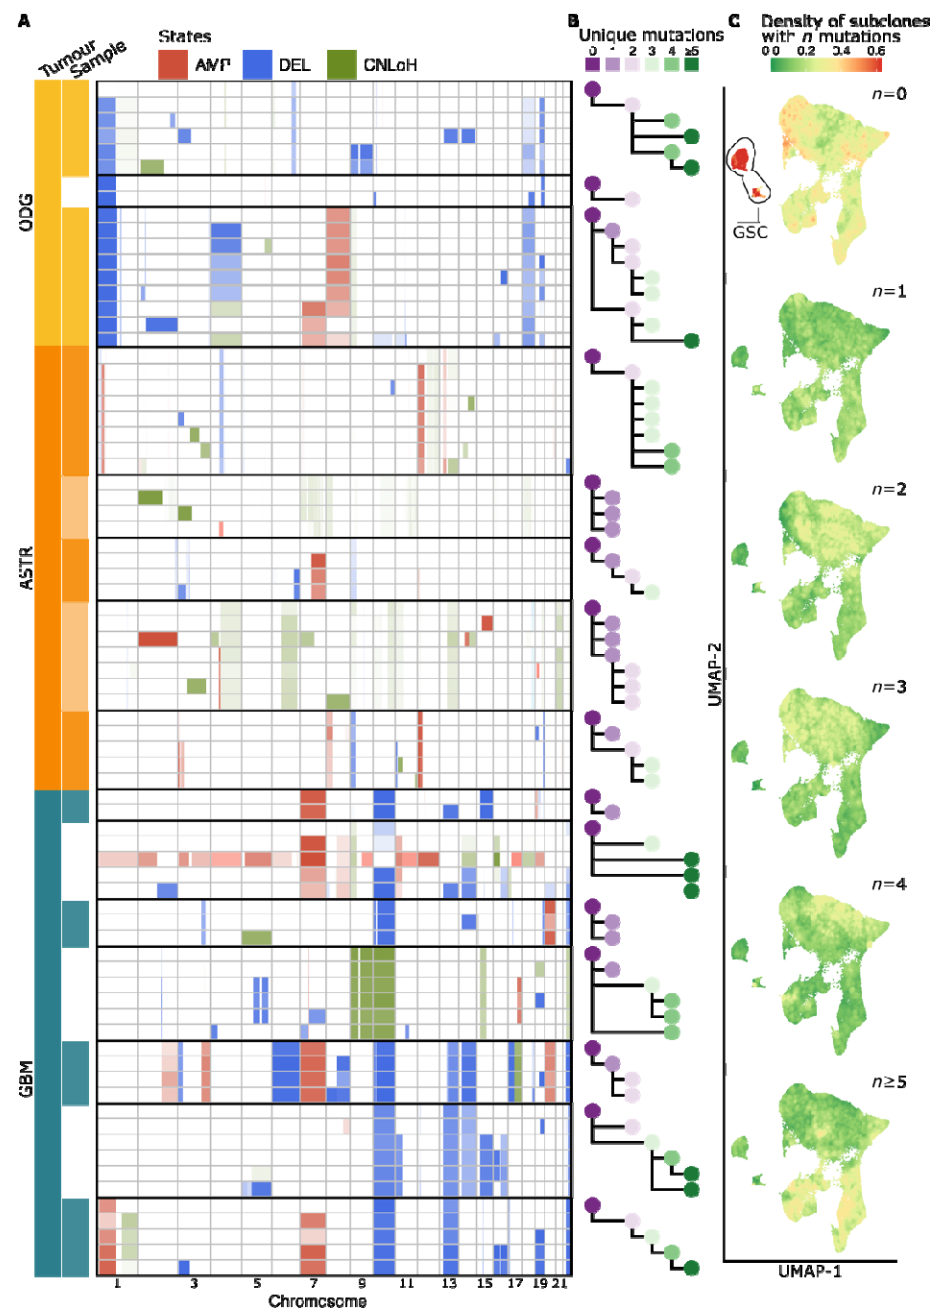 A
B
C
Tumour
Sample
States
AMP
DEL
CNLoH
Unique mutations
0 1 2 3 4 ≥5
Density of subclones
with n mutations
0.0 0.2 0.4 0.6
ODG
ASTR
GBM
n=0
GSC
n=1
n=2
n=3
n=4
n≥5
UMAP-2
UMAP-1
1 3 5 7 9 11 13 15 17 19 21
Chromosome